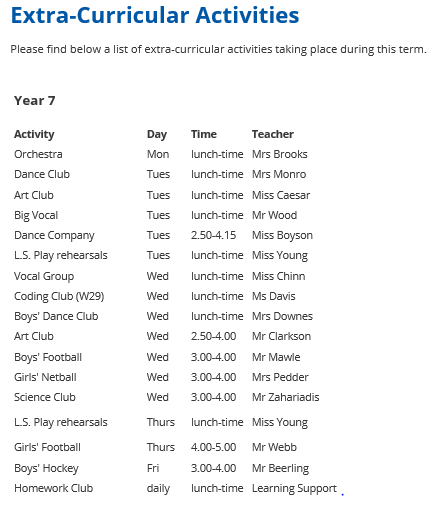 Extra-Curricular Activities
Please find below a list of extra-curricular activities taking place during this term.
Year 7
Activity Day Time Teacher
Orchestra Mon lunch-time Mrs Brooks
Dance Club Tues lunch-time Mrs Monro
Art Club Tues lunch-time Miss Caesar
Big Vocal Tues lunch-time Mr Wood
Dance Company Tues 2.50-4.15 Miss Boyson
L.S. Play rehearsals Tues lunch-time Miss Young
Vocal Group Wed lunch-time Miss Chinn
Coding Club (W29) Wed lunch-time Ms Davis
Boys' Dance Club Wed lunch-time Mrs Downes
Art Club Wed 2.50-4.00 Mr Clarkson
Boys' Football Wed 3.00-4.00 Mr Mawle
Girls' Netball Wed 3.00-4.00 Mrs Pedder
Science Club Wed 3.00-4.00 Mr Zahariadis
L.S. Play rehearsals Thurs lunch-time Miss Young
Girls' Football Thurs 4.00-5.00 Mr Webb
Boys' Hockey Fri 3.00-4.00 Mr Beerling
Homework Club daily lunch-time Learning Support .